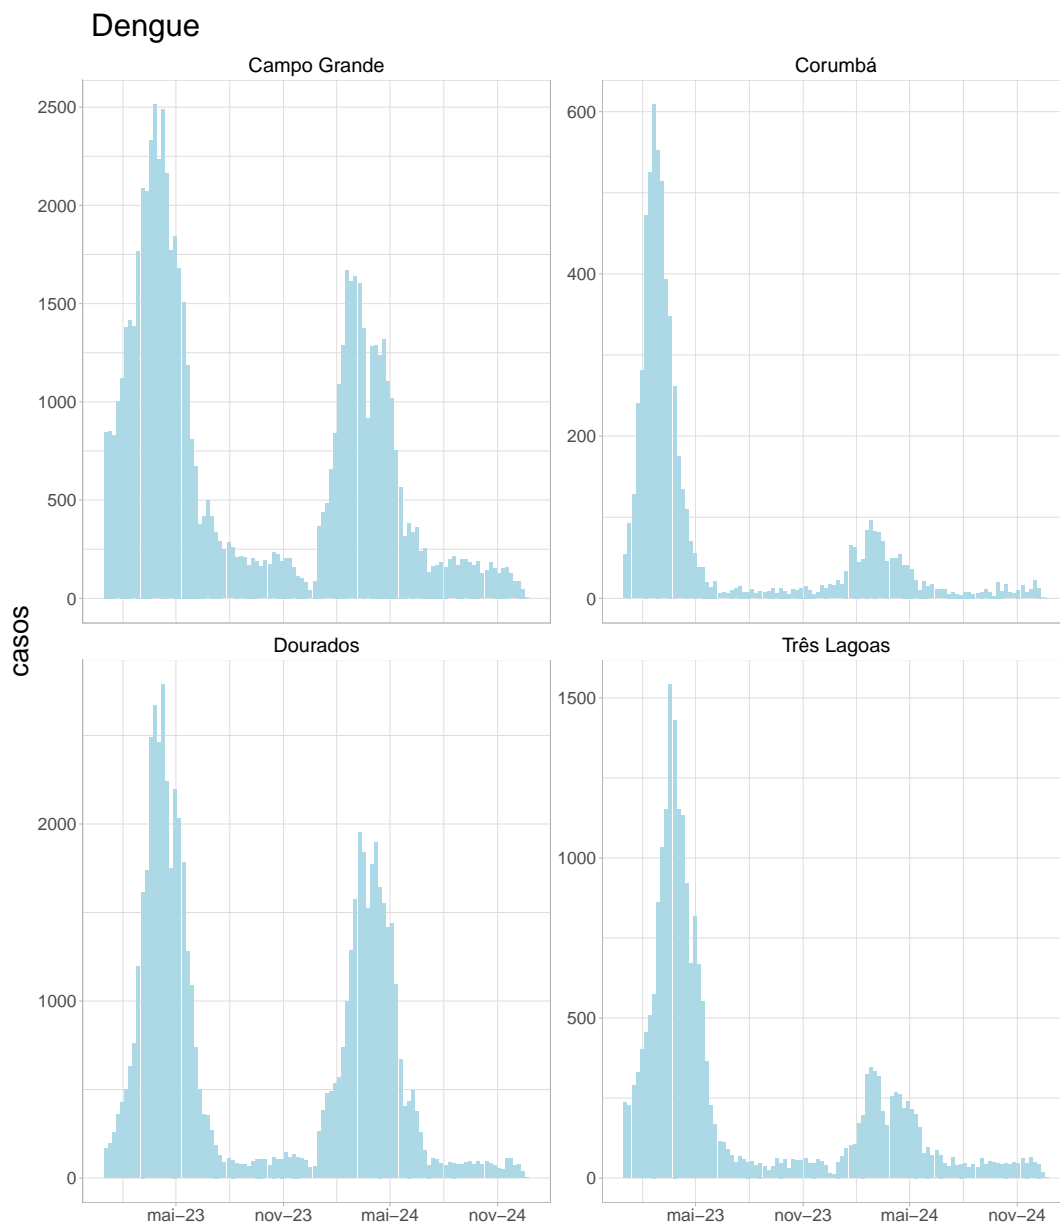 Dengue
Campo Grande
Corumbá
2500
2000
1500
1000
500
0
600
400
200
0
casos
Dourados
Três Lagoas
2000
1000
0
1500
1000
500
0
mai–23
nov–23
mai–24
nov–24
mai–23
nov–23
mai–24
nov–24